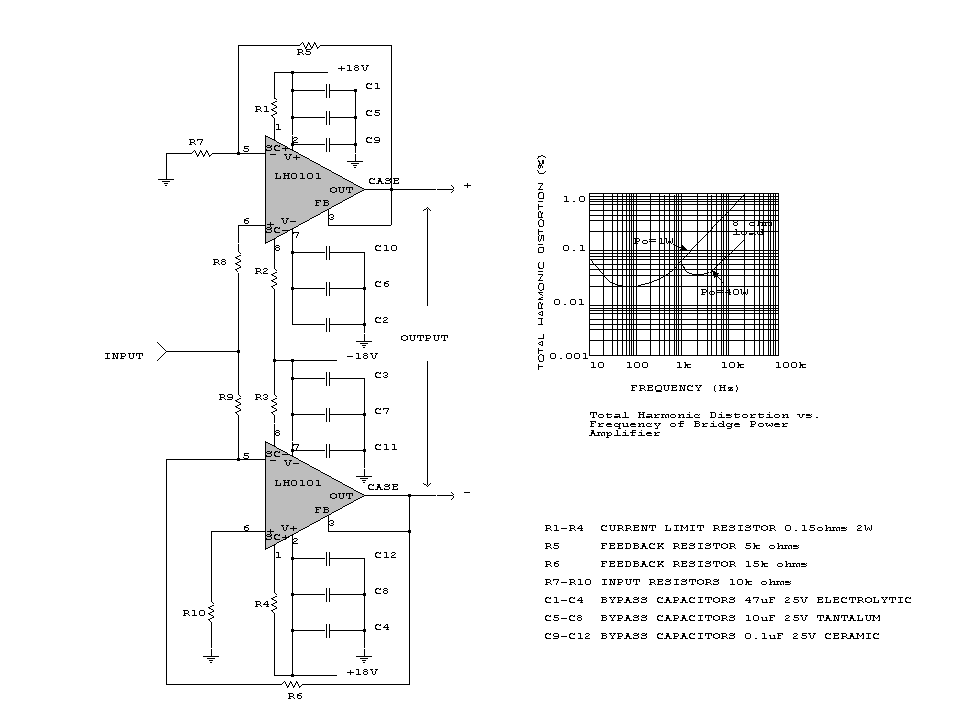 R5
+18V
C1
R1
C5
1
2
C9
R7
5
SC+
- V+
LH0101
OUT
CASE
+
FB
3
6
+ V-
SC-
7
8
C10
R8
R2
C6
C2
OUTPUT
INPUT
-18V
C3
R9
R3
C7
8
7
C11
5
SC-
- V-
LH0101
OUT
CASE
-
FB
3
6
+ V+
SC+
2
1
C12
C8
R10
R4
C4
+18V
R6
TOTAL HARMONIC DISTORTION (%)
1.0
0.1
0.01
0.001
8 ohm
load
Po=1W
Po=40W
10 100 1k 10k 100k
FREQUENCY (Hz)
Total Harmonic Distortion vs.
Frequency of Bridge Power
Amplifier
R1-R4 CURRENT LIMIT RESISTOR 0.15ohms 2W
R5 FEEDBACK RESISTOR 5k ohms
R6 FEEDBACK RESISTOR 15k ohms
R7-R10 INPUT RESISTORS 10k ohms
C1-C4 BYPASS CAPACITORS 47uF 25V ELECTROLYTIC
C5-C8 BYPASS CAPACITORS 10uF 25V TANTALUM
C9-C12 BYPASS CAPACITORS 0.1uF 25V CERAMIC